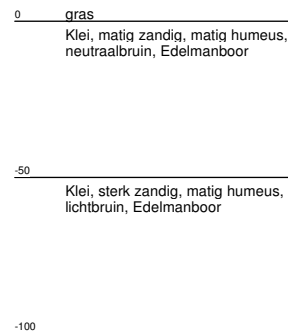 0 gras
Klei, matig zandig, matig humeus,
neutraalbruin, Edelmanboor
-50
Klei, sterk zandig, matig humeus,
lichtbruin, Edelmanboor
-100